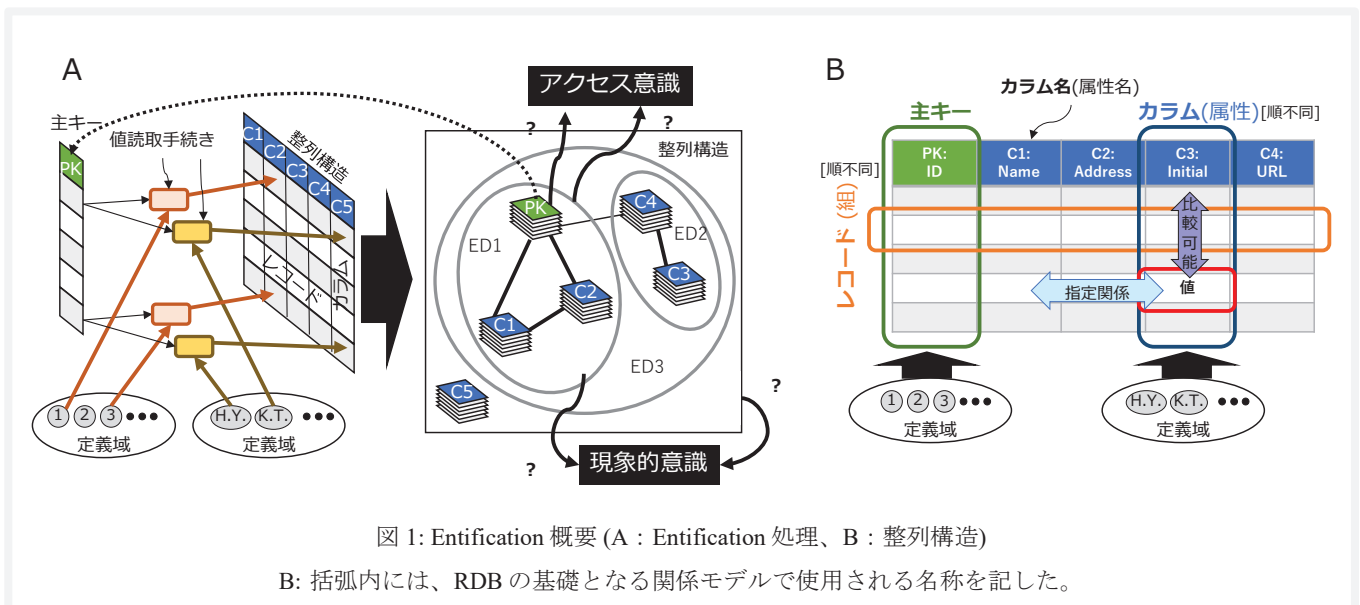 A
主キー
値読取手続き
PK
C1
C2
C3
C4
C5
整列構造
レコード
カラム
1
2
3
●●●
定義域
H.Y.
K.T.
●●●
定義域
アクセス意識
?
?
整列構造
PK
C4
ED1
ED2
C3
C2
C1
ED3
C5
?
?
現象的意識
B
カラム名(属性名)
主キー
カラム(属性)[順不同]
[順不同]
PK:
ID
C1:
Name
C2:
Address
C3:
Initial
C4:
URL
レコード(組)
比較可能
指定関係
値
1
2
3
●●●
定義域
H.Y.
K.T.
●●●
定義域
図 1: Entification 概要 (A：Entification 処理、B：整列構造)
B: 括弧内には、RDB の基礎となる関係モデルで使用される名称を記した。